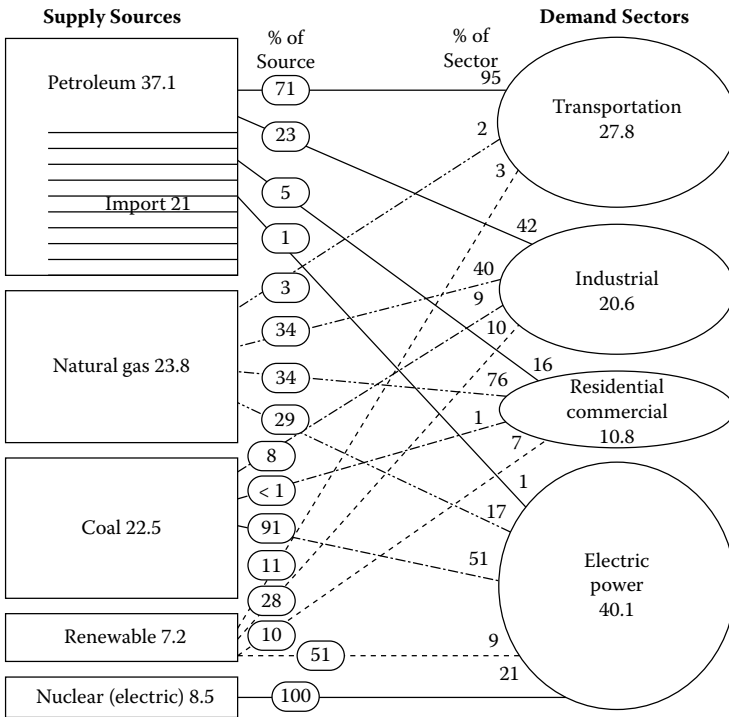 Supply Sources
Demand Sectors
% of
Source
% of
Sector
Petroleum 37.1
Import 21
Natural gas 23.8
Coal 22.5
Renewable 7.2
Nuclear (electric) 8.5
71
23
5
1
3
34
34
29
8
< 1
91
11
28
10
51
100
95
2
3
42
40
9
10
16
76
1
7
1
17
51
9
21
Transportation
27.8
Industrial
20.6
Residential
commercial
10.8
Electric
power
40.1